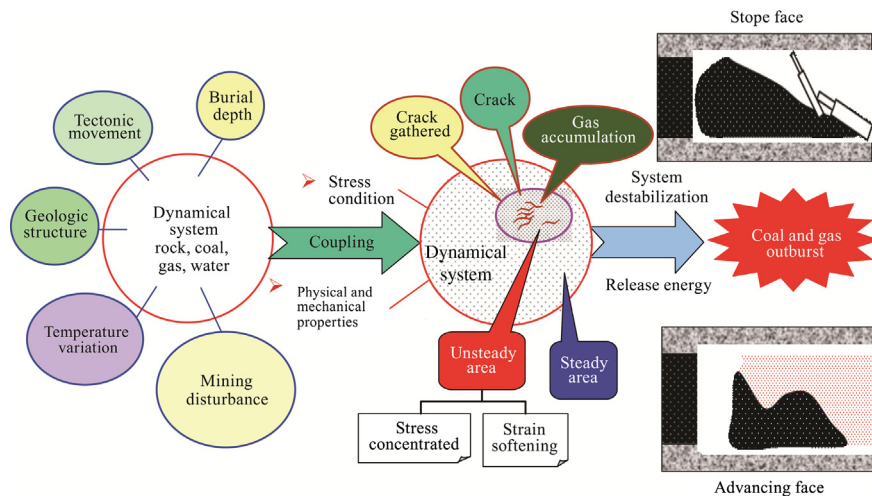 Stope face
Tectonic
movement
Burial
depth
Geologic
structure
Dynamical
system
rock, coal,
gas, water
Temperature
variation
Mining
disturbance
Stress
condition
Coupling
Physical and
mechanical
properties
Crack
gathered
Crack
Gas
accumulation
Dynamical
system
Unsteady
area
Steady
area
Stress
concentrated
Strain
softening
System
destabilization
Release energy
Coal and gas
outburst
Advancing face